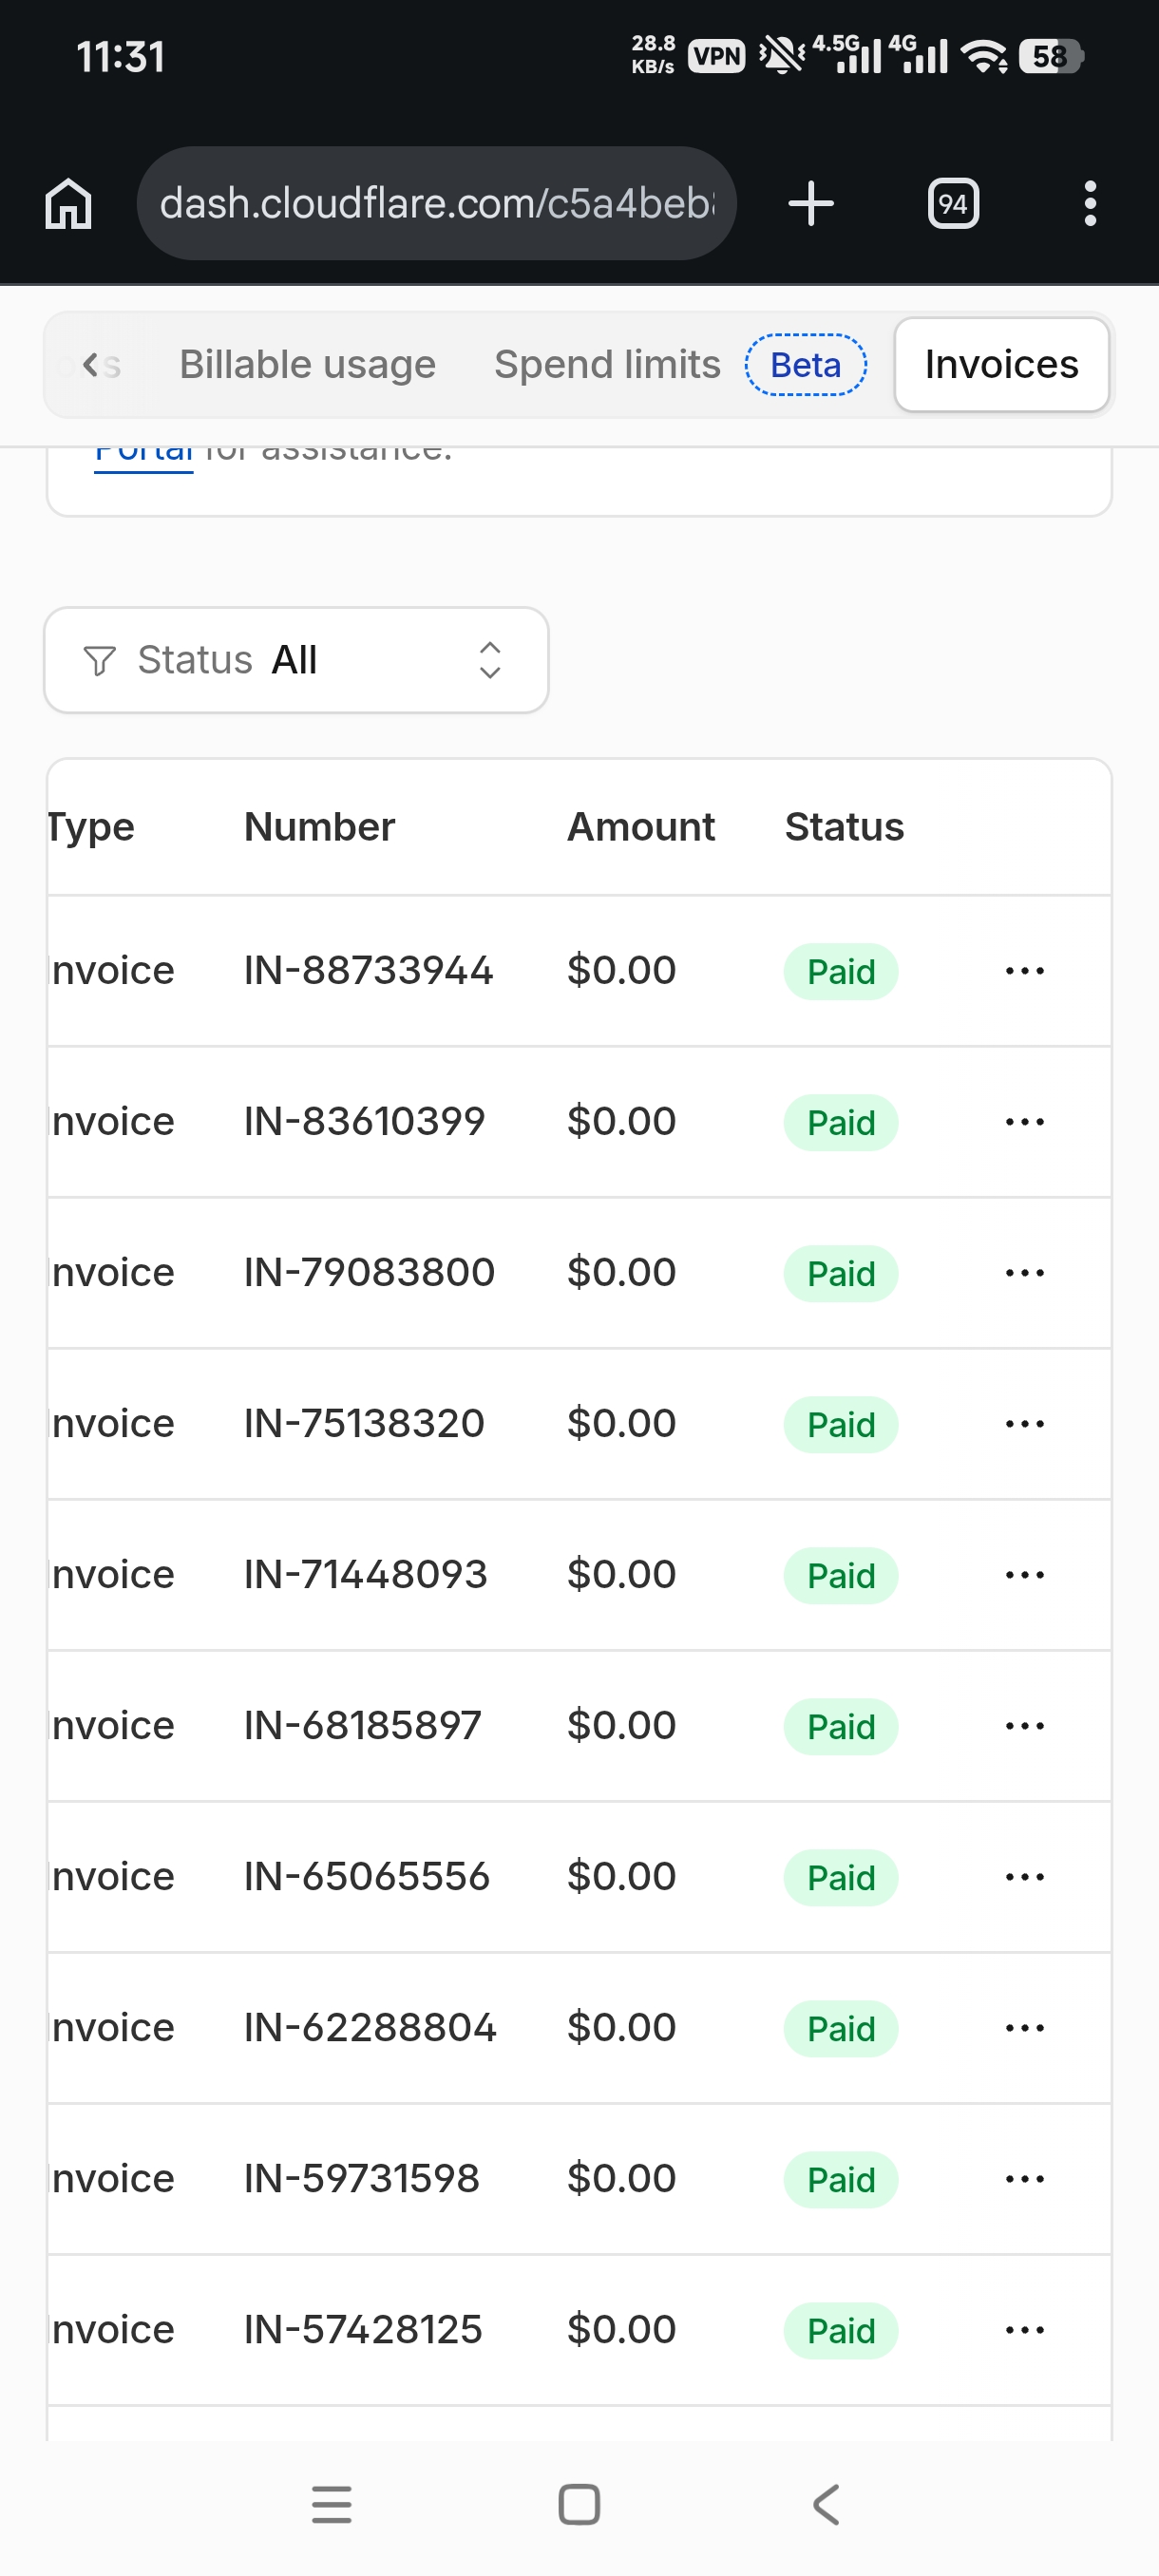 11:31
28.8 KB/s VPN 4.5G 4G 58
dash.cloudflare.com/c5a4beb
94
Billable usage Spend limits Beta Invoices
Portal for assistance.
Status All
Type Number Amount Status
nvoice IN-88733944 $0.00 Paid
nvoice IN-83610399 $0.00 Paid
nvoice IN-79083800 $0.00 Paid
nvoice IN-75138320 $0.00 Paid
nvoice IN-71448093 $0.00 Paid
nvoice IN-68185897 $0.00 Paid
nvoice IN-65065556 $0.00 Paid
nvoice IN-62288804 $0.00 Paid
nvoice IN-59731598 $0.00 Paid
nvoice IN-57428125 $0.00 Paid